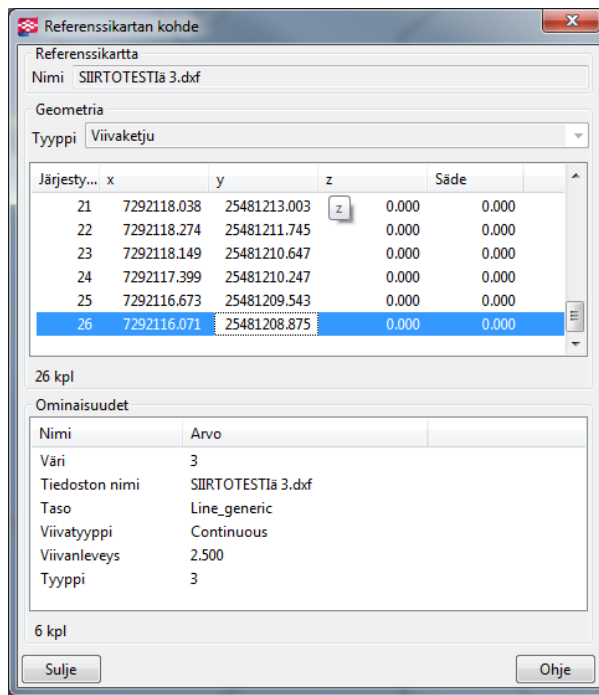 Referenssikartan kohde
Referenssikartta
Nimi SIIRTOTESTIä 3.dxf
Geometria
Tyyppi Viivaketju
Järjesty... x y z Säde
21 7292118.038 25481213.003 z 0.000 0.000
22 7292118.274 25481211.745 0.000 0.000
23 7292118.149 25481210.647 0.000 0.000
24 7292117.399 25481210.247 0.000 0.000
25 7292116.673 25481209.543 0.000 0.000
26 7292116.071 25481208.875 0.000 0.000
26 kpl
Ominaisuudet
Nimi Arvo
Väri 3
Tiedoston nimi SIIRTOTESTIä 3.dxf
Taso Line_generic
Viivatyyppi Continuous
Viivanleveys 2.500
Tyyppi 3
6 kpl
Sulje Ohje